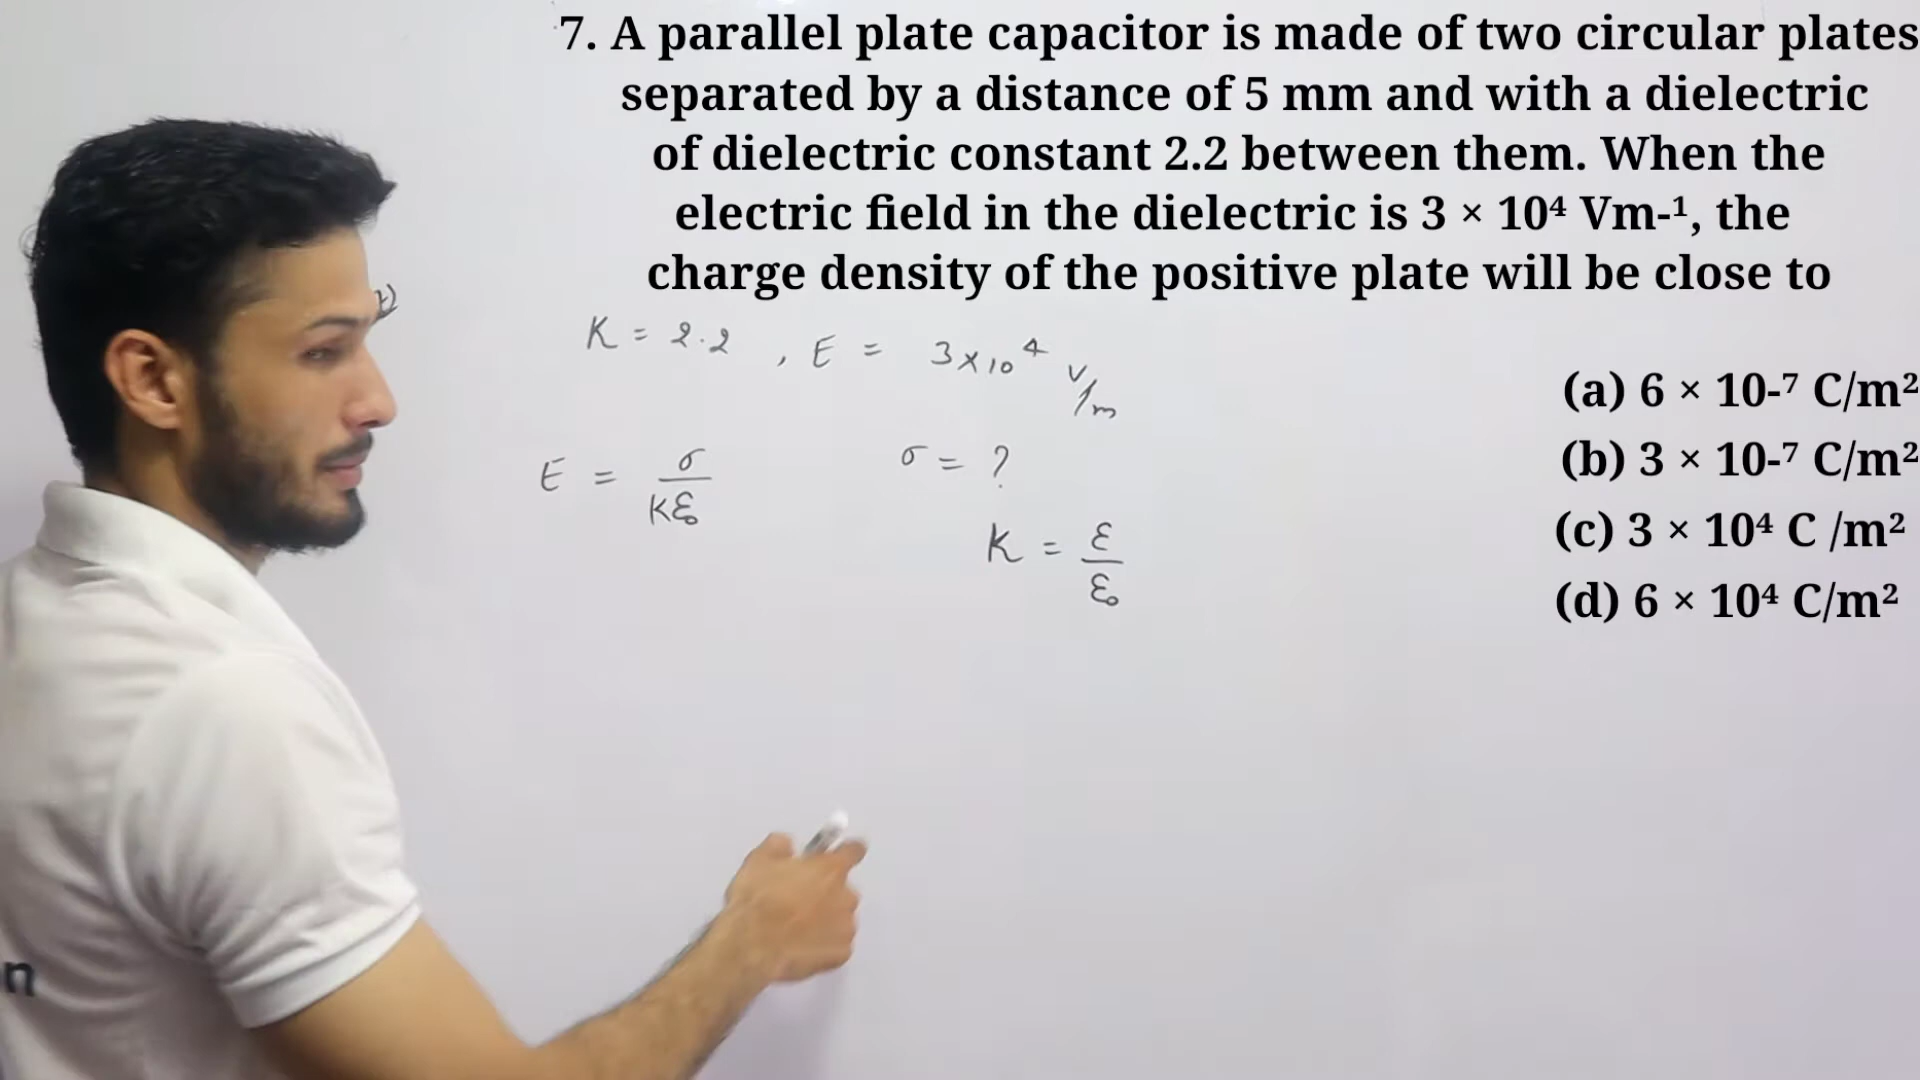 7. A parallel plate capacitor is made of two circular plates
separated by a distance of 5 mm and with a dielectric
of dielectric constant 2.2 between them. When the
electric field in the dielectric is 3 × 10⁴ Vm-¹, the
charge density of the positive plate will be close to
K = 2.2 , E = 3×10⁴ V/m
(a) 6 × 10-⁷ C/m²
E = σ/Kε₀ σ = ?
(b) 3 × 10-⁷ C/m²
K = ε/ε₀
(c) 3 × 10⁴ C /m²
(d) 6 × 10⁴ C/m²
n